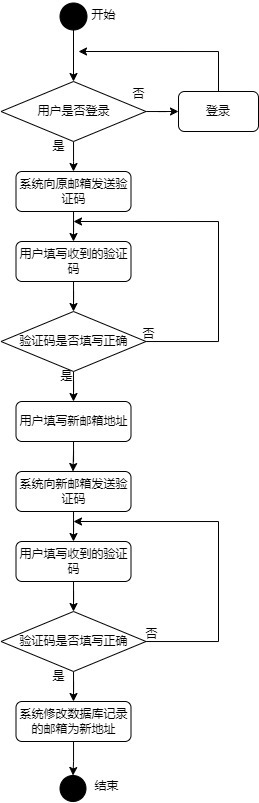 开始
用户是否登录
否
登录
是
系统向原邮箱发送验
证码
用户填写收到的验证
码
验证码是否填写正确
否
是
用户填写新邮箱地址
系统向新邮箱发送验
证码
用户填写收到的验证
码
验证码是否填写正确
否
是
系统修改数据库记录
的邮箱为新地址
结束